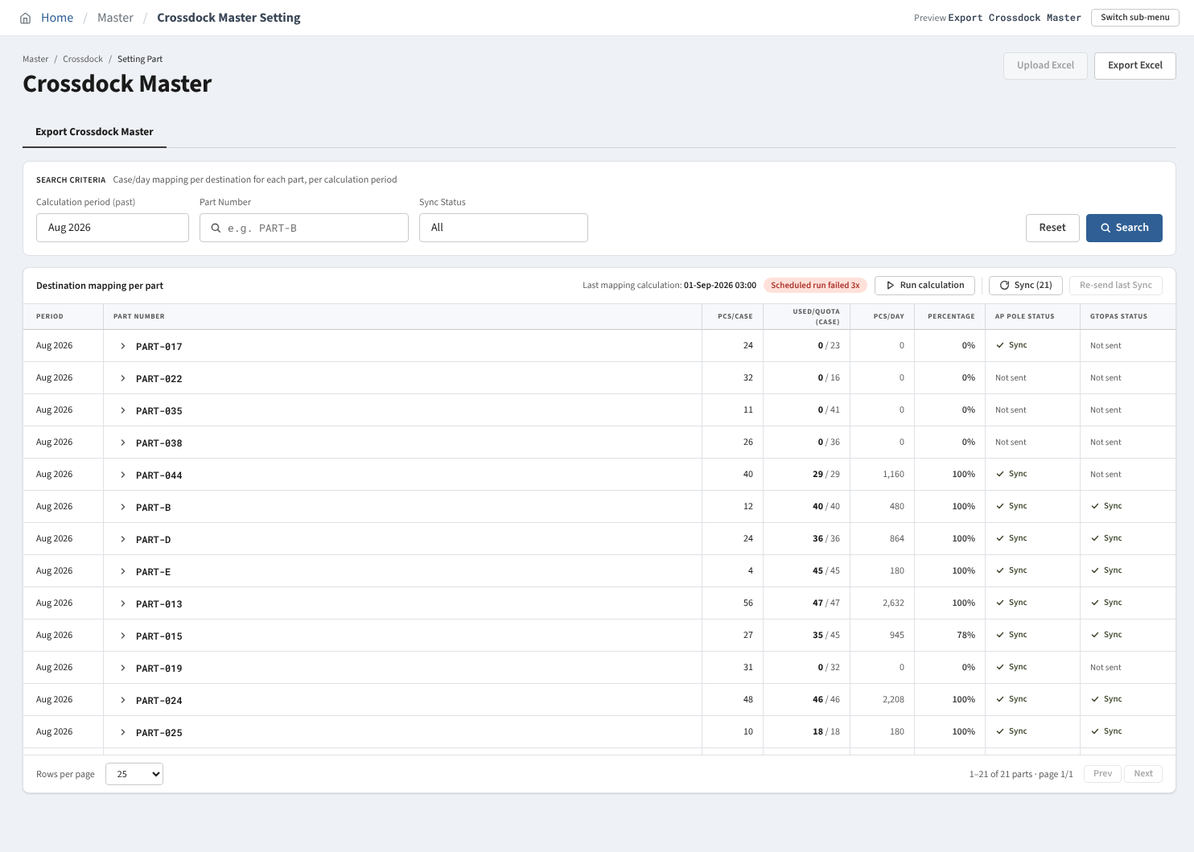 Home / Master / Crossdock Master Setting
Preview Export Crossdock Master Switch sub-menu
Master / Crossdock / Setting Part
Crossdock Master
Upload Excel Export Excel
Export Crossdock Master
SEARCH CRITERIA Case/day mapping per destination for each part, per calculation period
Calculation period (past) Part Number Sync Status
Aug 2026 e.g. PART-B All Reset Search
Destination mapping per part Last mapping calculation: 01-Sep-2026 03:00 Scheduled run failed 3x Run calculation Sync (21) Re-send last Sync
PERIOD PART NUMBER PCS/CASE USED/QUOTA (CASE) PCS/DAY PERCENTAGE AP POLE STATUS GTOPAS STATUS
Aug 2026 PART-017 24 0 / 23 0 0% Sync Not sent
Aug 2026 PART-022 32 0 / 16 0 0% Not sent Not sent
Aug 2026 PART-035 11 0 / 41 0 0% Not sent Not sent
Aug 2026 PART-038 26 0 / 36 0 0% Not sent Not sent
Aug 2026 PART-044 40 29 / 29 1,160 100% Sync Not sent
Aug 2026 PART-B 12 40 / 40 480 100% Sync Sync
Aug 2026 PART-D 24 36 / 36 864 100% Sync Sync
Aug 2026 PART-E 4 45 / 45 180 100% Sync Sync
Aug 2026 PART-013 56 47 / 47 2,632 100% Sync Sync
Aug 2026 PART-015 27 35 / 45 945 78% Sync Sync
Aug 2026 PART-019 31 0 / 32 0 0% Sync Not sent
Aug 2026 PART-024 48 46 / 46 2,208 100% Sync Sync
Aug 2026 PART-025 10 18 / 18 180 100% Sync Sync
Rows per page 25 1–21 of 21 parts · page 1/1 Prev Next